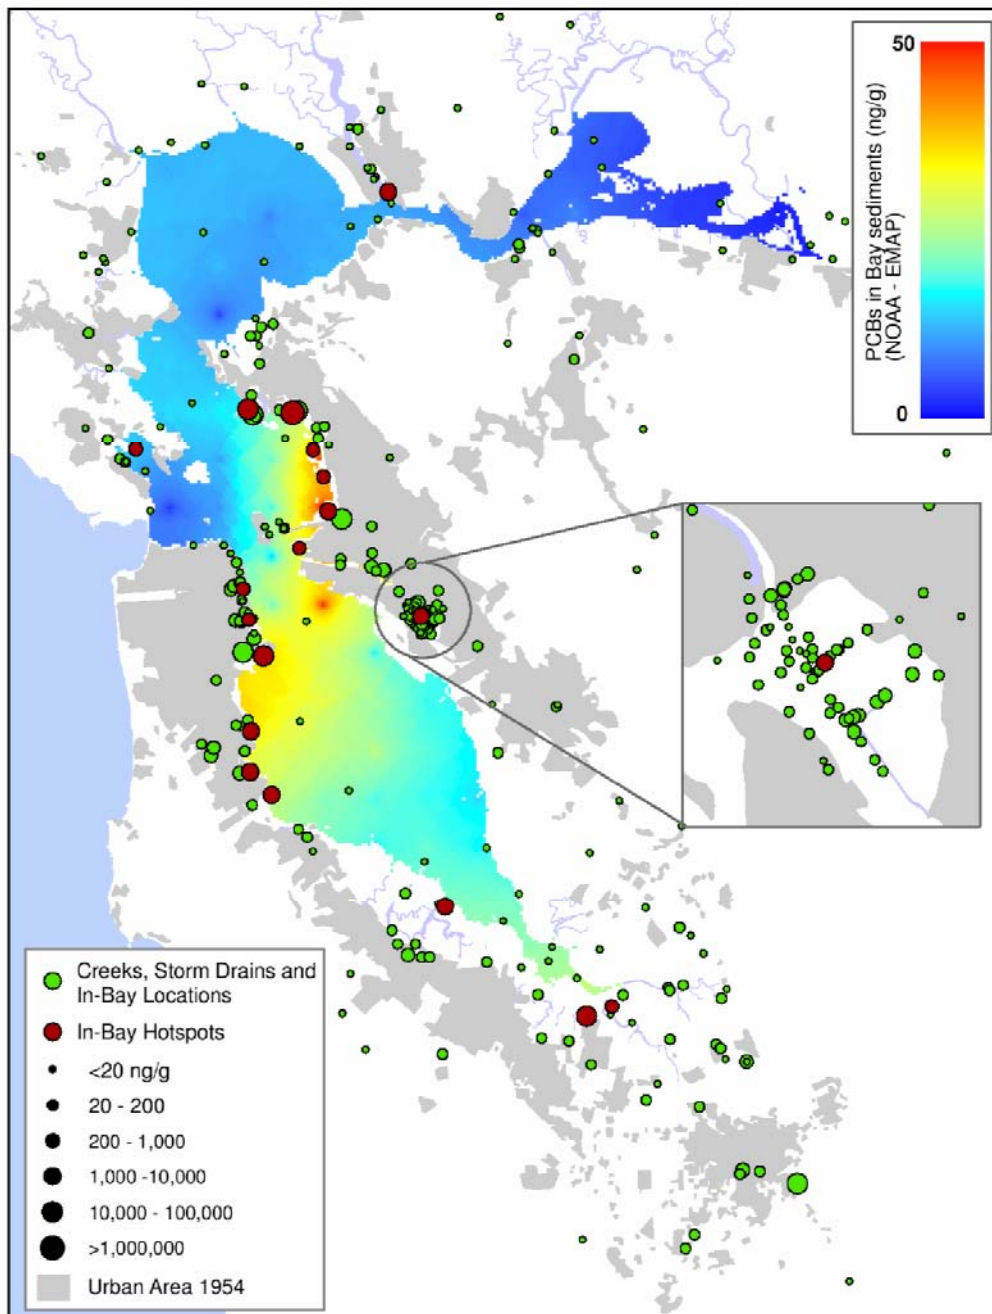 50
PCBs in Bay sediments (ng/g)
(NOAA - EMAP)
0
Creeks, Storm Drains and
In-Bay Locations
In-Bay Hotspots
<20 ng/g
20 - 200
200 - 1,000
1,000 -10,000
10,000 - 100,000
>1,000,000
Urban Area 1954